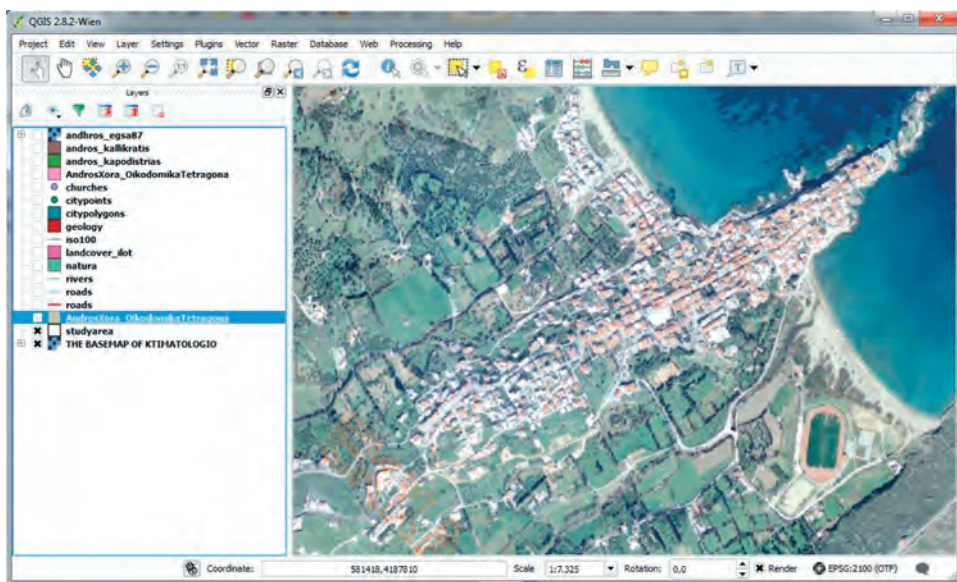 QGIS 2.8.2-Wien
Project Edit View Layer Settings Plugins Vector Raster Database Web Processing Help
Layers
andhros_egsa87
andros_kallikratis
andros_kapodistrias
AndrosXora_OikodomikaTetragona
churches
citypoints
citypolygons
geology
iso100
landcover_ilot
natura
rivers
roads
roads
AndrosXora_OikodomikaTetragona
studyarea
THE BASEMAP OF KTIMATOLOGIO
Coordinate: 581418,4187810 Scale 1:7.325 Rotation: 0,0 Render EPSG:2100 (OTF)